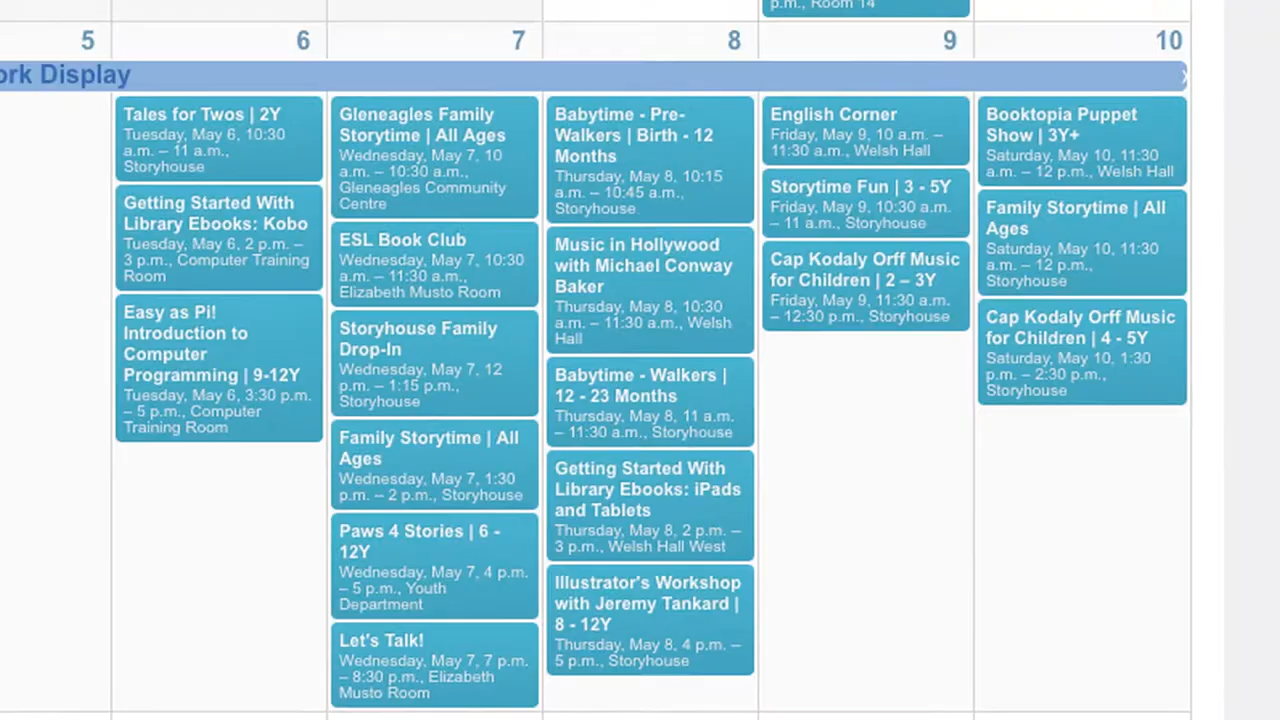 p.m., Room 14
5
6
7
8
9
10
ork Display
Tales for Twos | 2Y
Tuesday, May 6, 10:30
a.m. – 11 a.m.,
Storyhouse
Getting Started With
Library Ebooks: Kobo
Tuesday, May 6, 2 p.m. –
3 p.m., Computer Training
Room
Easy as Pi!
Introduction to
Computer
Programming | 9-12Y
Tuesday, May 6, 3:30 p.m.
– 5 p.m., Computer
Training Room
Gleneagles Family
Storytime | All Ages
Wednesday, May 7, 10
a.m. – 10:30 a.m.,
Gleneagles Community
Centre
ESL Book Club
Wednesday, May 7, 10:30
a.m. – 11:30 a.m.,
Elizabeth Musto Room
Storyhouse Family
Drop-In
Wednesday, May 7, 12
p.m. – 1:15 p.m.,
Storyhouse
Family Storytime | All
Ages
Wednesday, May 7, 1:30
p.m. – 2 p.m., Storyhouse
Paws 4 Stories | 6 -
12Y
Wednesday, May 7, 4 p.m.
– 5 p.m., Youth
Department
Let's Talk!
Wednesday, May 7, 7 p.m.
– 8:30 p.m., Elizabeth
Musto Room
Babytime - Pre-
Walkers | Birth - 12
Months
Thursday, May 8, 10:15
a.m. – 10:45 a.m.,
Storyhouse
Music in Hollywood
with Michael Conway
Baker
Thursday, May 8, 10:30
a.m. – 11:30 a.m., Welsh
Hall
Babytime - Walkers |
12 - 23 Months
Thursday, May 8, 11 a.m.
– 11:30 a.m., Storyhouse
Getting Started With
Library Ebooks: iPads
and Tablets
Thursday, May 8, 2 p.m. –
3 p.m., Welsh Hall West
Illustrator's Workshop
with Jeremy Tankard |
8 - 12Y
Thursday, May 8, 4 p.m. –
5 p.m., Storyhouse
English Corner
Friday, May 9, 10 a.m. –
11:30 a.m., Welsh Hall
Storytime Fun | 3 - 5Y
Friday, May 9, 10:30 a.m.
– 11 a.m., Storyhouse
Cap Kodaly Orff Music
for Children | 2 – 3Y
Friday, May 9, 11:30 a.m.
– 12:30 p.m., Storyhouse
Booktopia Puppet
Show | 3Y+
Saturday, May 10, 11:30
a.m. – 12 p.m., Welsh Hall
Family Storytime | All
Ages
Saturday, May 10, 11:30
a.m. – 12 p.m.,
Storyhouse
Cap Kodaly Orff Music
for Children | 4 - 5Y
Saturday, May 10, 1:30
p.m. – 2:30 p.m.,
Storyhouse